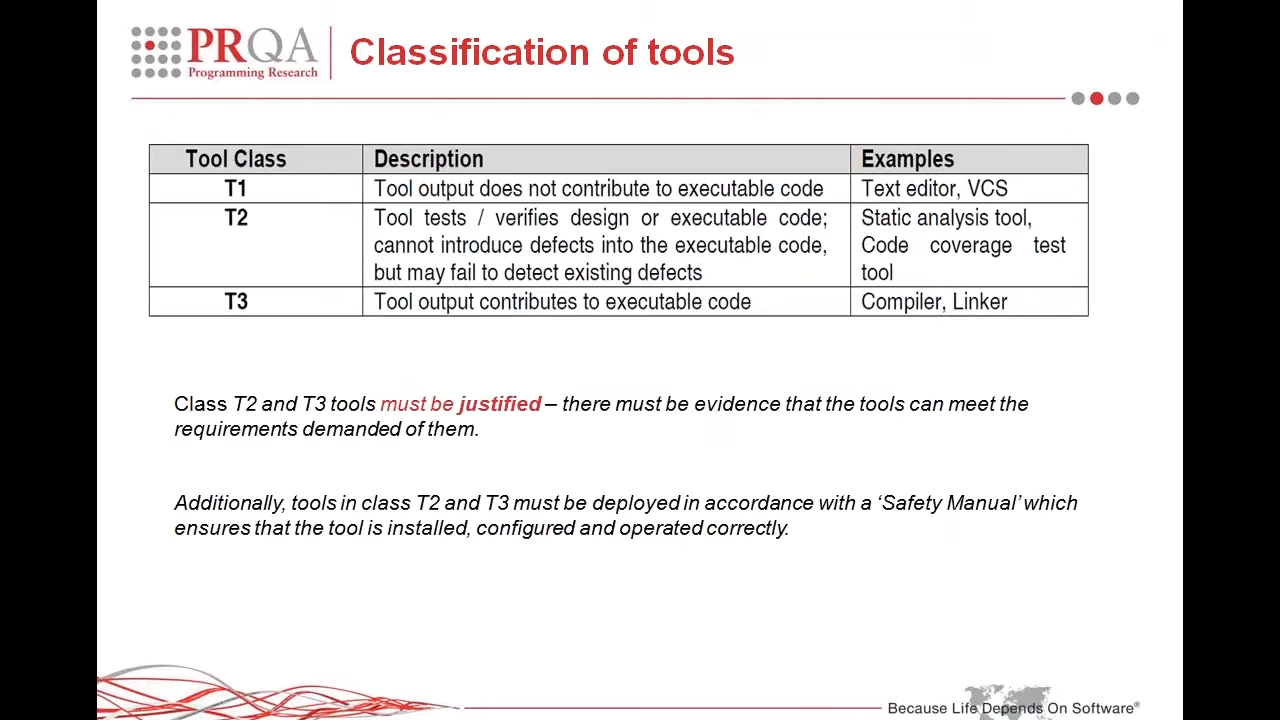 PRQA
Programming Research
Classification of tools
Tool Class Description Examples
T1 Tool output does not contribute to executable code Text editor, VCS
T2 Tool tests / verifies design or executable code; Static analysis tool,
cannot introduce defects into the executable code, Code coverage test
but may fail to detect existing defects tool
T3 Tool output contributes to executable code Compiler, Linker
Class T2 and T3 tools must be justified – there must be evidence that the tools can meet the
requirements demanded of them.
Additionally, tools in class T2 and T3 must be deployed in accordance with a ‘Safety Manual’ which
ensures that the tool is installed, configured and operated correctly.
Because Life Depends On Software®